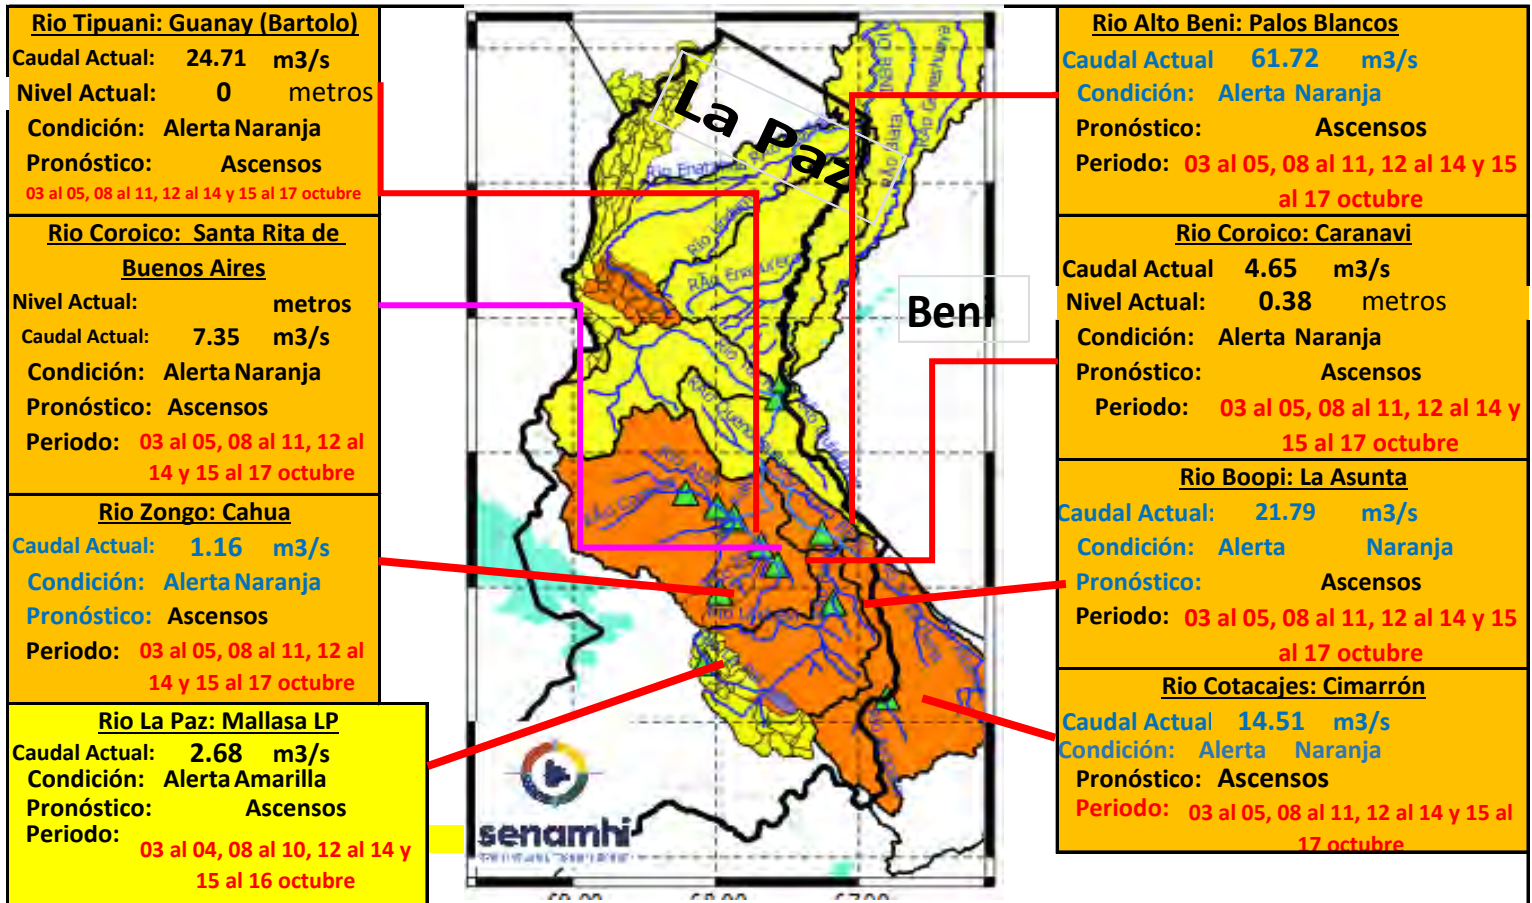 Rio Tipuani: Guanay (Bartolo)
Caudal Actual: 24.71 m3/s
Nivel Actual: 0 metros
Condición: Alerta Naranja
Pronóstico: Ascensos
03 al 05, 08 al 11, 12 al 14 y 15 al 17 octubre
Rio Coroico: Santa Rita de
Buenos Aires
Nivel Actual: metros
Caudal Actual: 7.35 m3/s
Condición: Alerta Naranja
Pronóstico: Ascensos
Periodo: 03 al 05, 08 al 11, 12 al
14 y 15 al 17 octubre
Rio Zongo: Cahua
Caudal Actual: 1.16 m3/s
Condición: Alerta Naranja
Pronóstico: Ascensos
Periodo: 03 al 05, 08 al 11, 12 al
14 y 15 al 17 octubre
Rio La Paz: Mallasa LP
Caudal Actual: 2.68 m3/s
Condición: Alerta Amarilla
Pronóstico: Ascensos
Periodo: 03 al 04, 08 al 10, 12 al 14 y
15 al 16 octubre
La Paz
Beni
senamhi
Rio Alto Beni: Palos Blancos
Caudal Actual 61.72 m3/s
Condición: Alerta Naranja
Pronóstico: Ascensos
Periodo: 03 al 05, 08 al 11, 12 al 14 y 15
al 17 octubre
Rio Coroico: Caranavi
Caudal Actual 4.65 m3/s
Nivel Actual: 0.38 metros
Condición: Alerta Naranja
Pronóstico: Ascensos
Periodo: 03 al 05, 08 al 11, 12 al 14 y
15 al 17 octubre
Rio Boopi: La Asunta
Caudal Actual: 21.79 m3/s
Condición: Alerta Naranja
Pronóstico: Ascensos
Periodo: 03 al 05, 08 al 11, 12 al 14 y 15
al 17 octubre
Rio Cotacajes: Cimarrón
Caudal Actual 14.51 m3/s
Condición: Alerta Naranja
Pronóstico: Ascensos
Periodo: 03 al 05, 08 al 11, 12 al 14 y 15 al
17 octubre